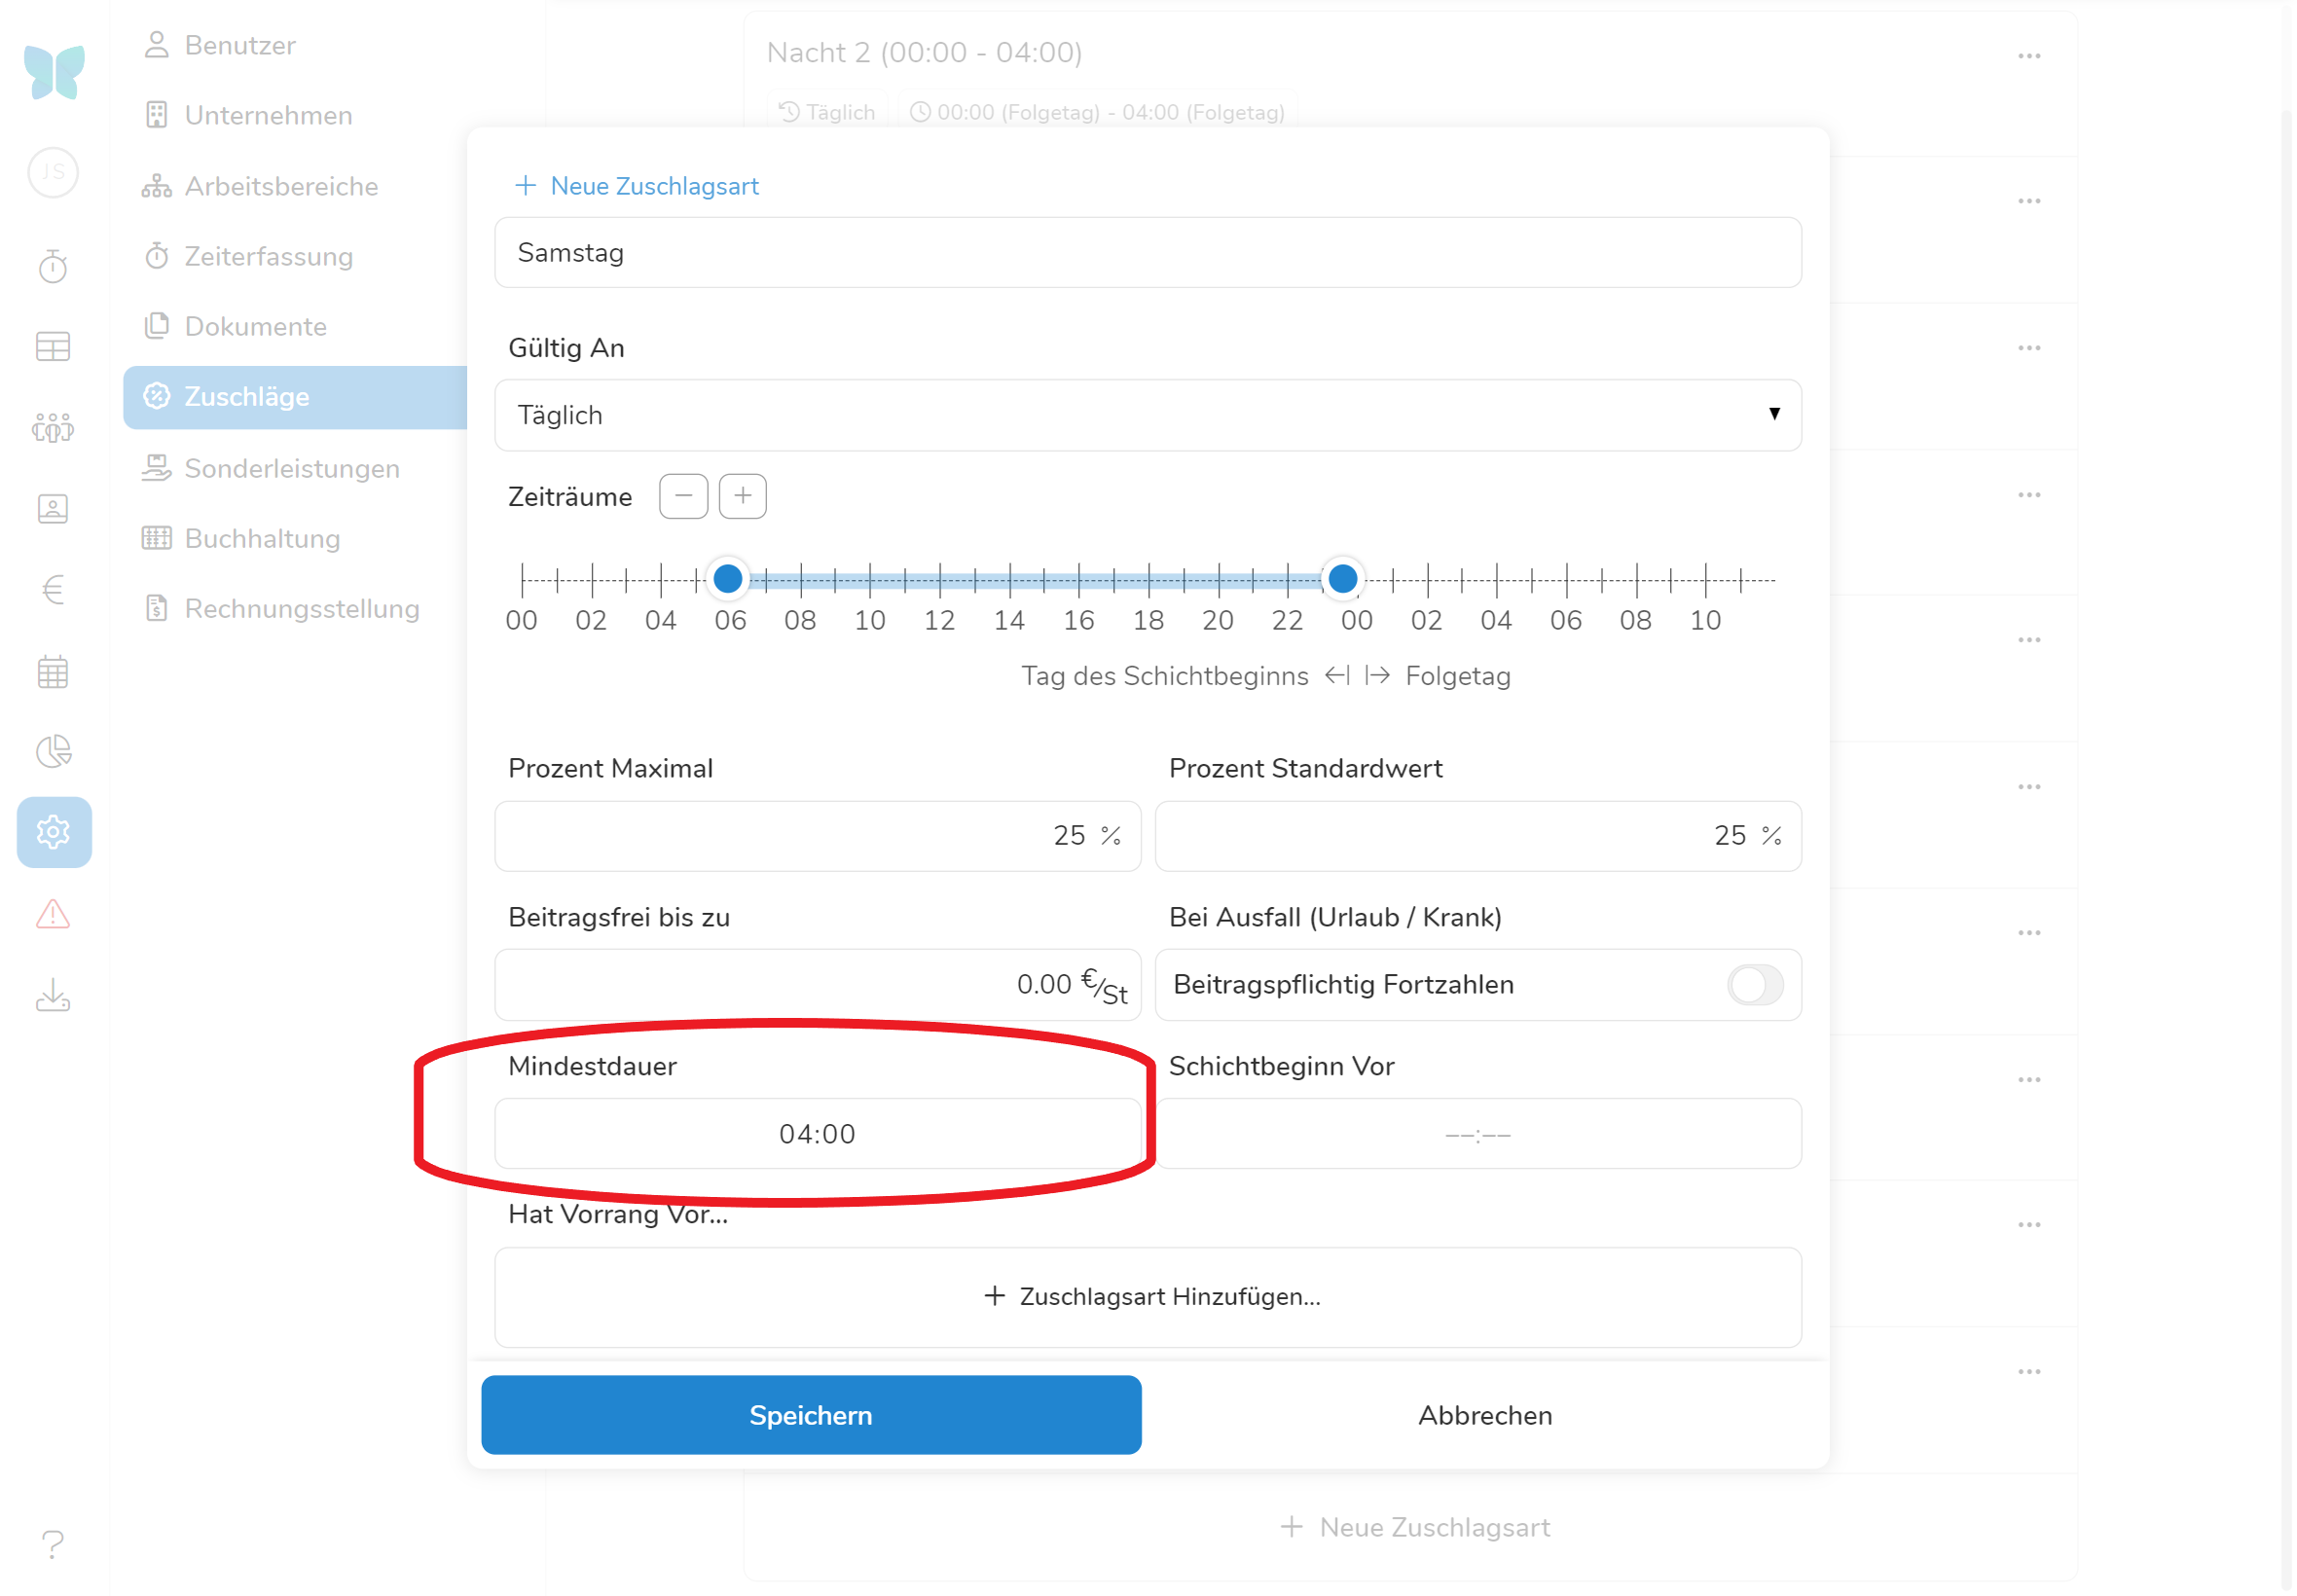 Benutzer
Unternehmen
Arbeitsbereiche
Zeiterfassung
Dokumente
Zuschläge
Sonderleistungen
Buchhaltung
Rechnungsstellung
JS
?
Nacht 2 (00:00 - 04:00)
Täglich 00:00 (Folgetag) - 04:00 (Folgetag)
+ Neue Zuschlagsart
Samstag
Gültig An
Täglich
Zeiträume − +
00 02 04 06 08 10 12 14 16 18 20 22 00 02 04 06 08 10
Tag des Schichtbeginns ←| |→ Folgetag
Prozent Maximal Prozent Standardwert
25 % 25 %
Beitragsfrei bis zu Bei Ausfall (Urlaub / Krank)
0.00 €/St Beitragspflichtig Fortzahlen
Mindestdauer Schichtbeginn Vor
04:00 --:--
Hat Vorrang Vor...
+ Zuschlagsart Hinzufügen...
Speichern Abbrechen
+ Neue Zuschlagsart